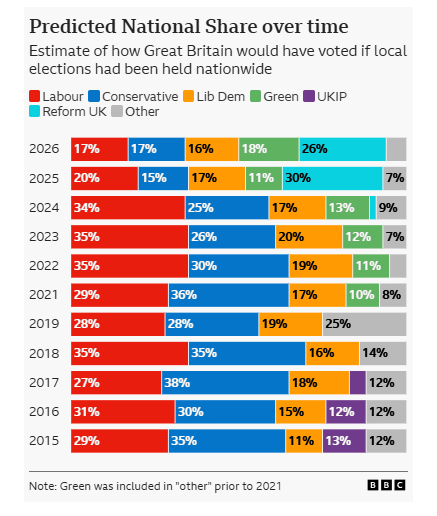 Predicted National Share over time
Estimate of how Great Britain would have voted if local
elections had been held nationwide
Labour Conservative Lib Dem Green UKIP
Reform UK Other
2026 17% 17% 16% 18% 26%
2025 20% 15% 17% 11% 30% 7%
2024 34% 25% 17% 13% 9%
2023 35% 26% 20% 12% 7%
2022 35% 30% 19% 11%
2021 29% 36% 17% 10% 8%
2019 28% 28% 19% 25%
2018 35% 35% 16% 14%
2017 27% 38% 18% 12%
2016 31% 30% 15% 12% 12%
2015 29% 35% 11% 13% 12%
Note: Green was included in "other" prior to 2021
BBC